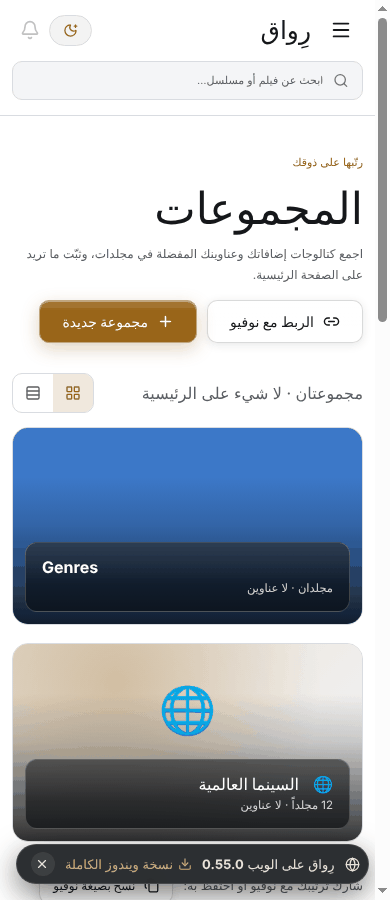 رِواق
ابحث عن فيلم أو مسلسل...
رتّبها على ذوقك
المجموعات
اجمع كتالوجات إضافاتك وعناوينك المفضلة في مجلدات، وثبّت ما تريد
على الصفحة الرئيسية.
الربط مع نوفيو
مجموعة جديدة
مجموعتان · لا شيء على الرئيسية
Genres
مجلدان · لا عناوين
السينما العالمية
12 مجلداً · لا عناوين
رِواق على الويب 0.55.0
نسخة ويندوز الكاملة
شارك ترتيبك مع نوفيو أو احتفظ به:
نسخ بصيغة نوفيو